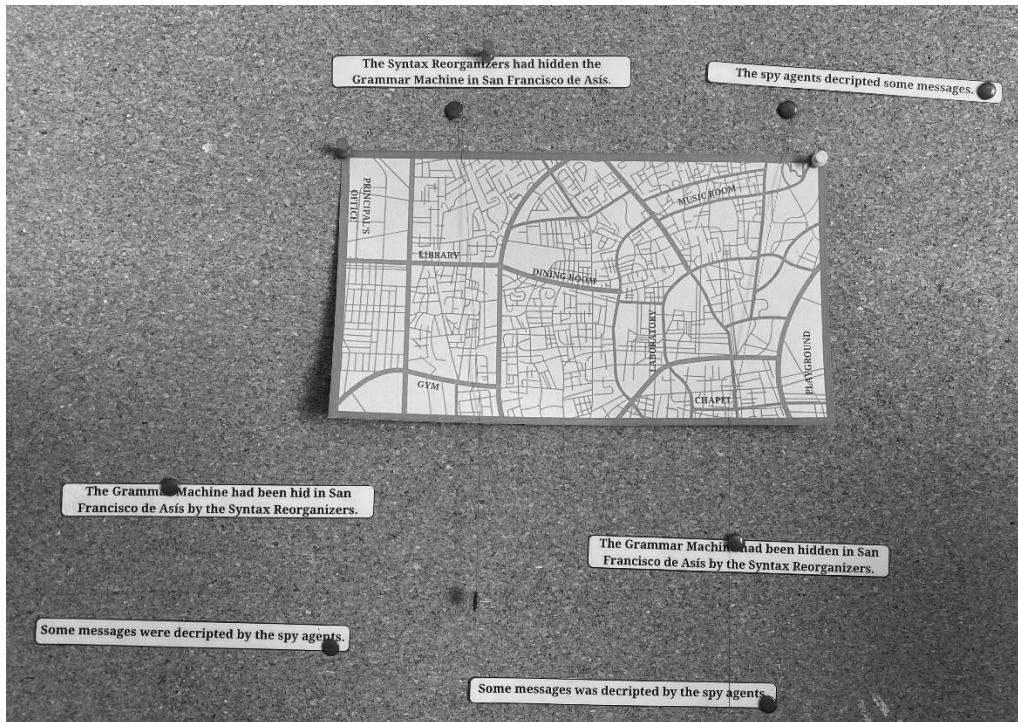 The Syntax Reorganizers had hidden the
Grammar Machine in San Francisco de Asís.
The spy agents decripted some messages.
PRINCIPAL'S
OFFICE
MUSIC ROOM
LIBRARY
DINING ROOM
LABORATORY
PLAYGROUND
GYM
CHAPEL
The Grammar Machine had been hid in San
Francisco de Asís by the Syntax Reorganizers.
The Grammar Machine had been hidden in San
Francisco de Asís by the Syntax Reorganizers.
Some messages were decripted by the spy agents.
Some messages was decripted by the spy agents.